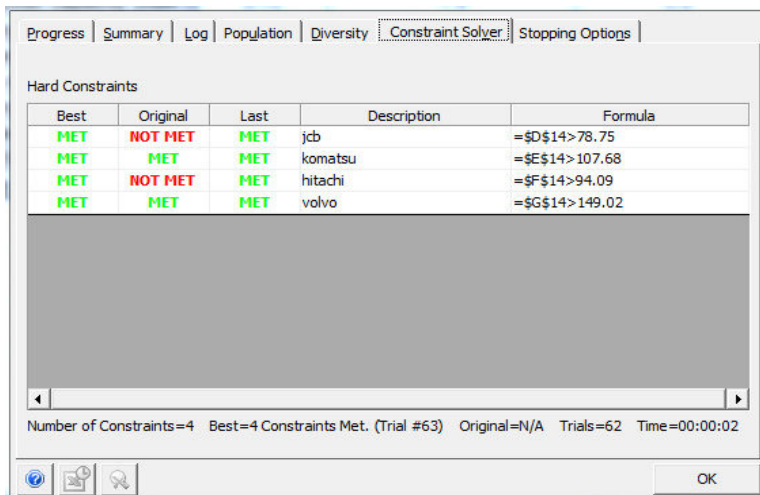 Progress Summary Log Population Diversity Constraint Solver Stopping Options
Hard Constraints
Best Original Last Description Formula
MET NOT MET MET jcb =$D$14>78.75
MET MET MET komatsu =$E$14>107.68
MET NOT MET MET hitachi =$F$14>94.09
MET MET MET volvo =$G$14>149.02
Number of Constraints=4 Best=4 Constraints Met. (Trial #63) Original=N/A Trials=62 Time=00:00:02
OK